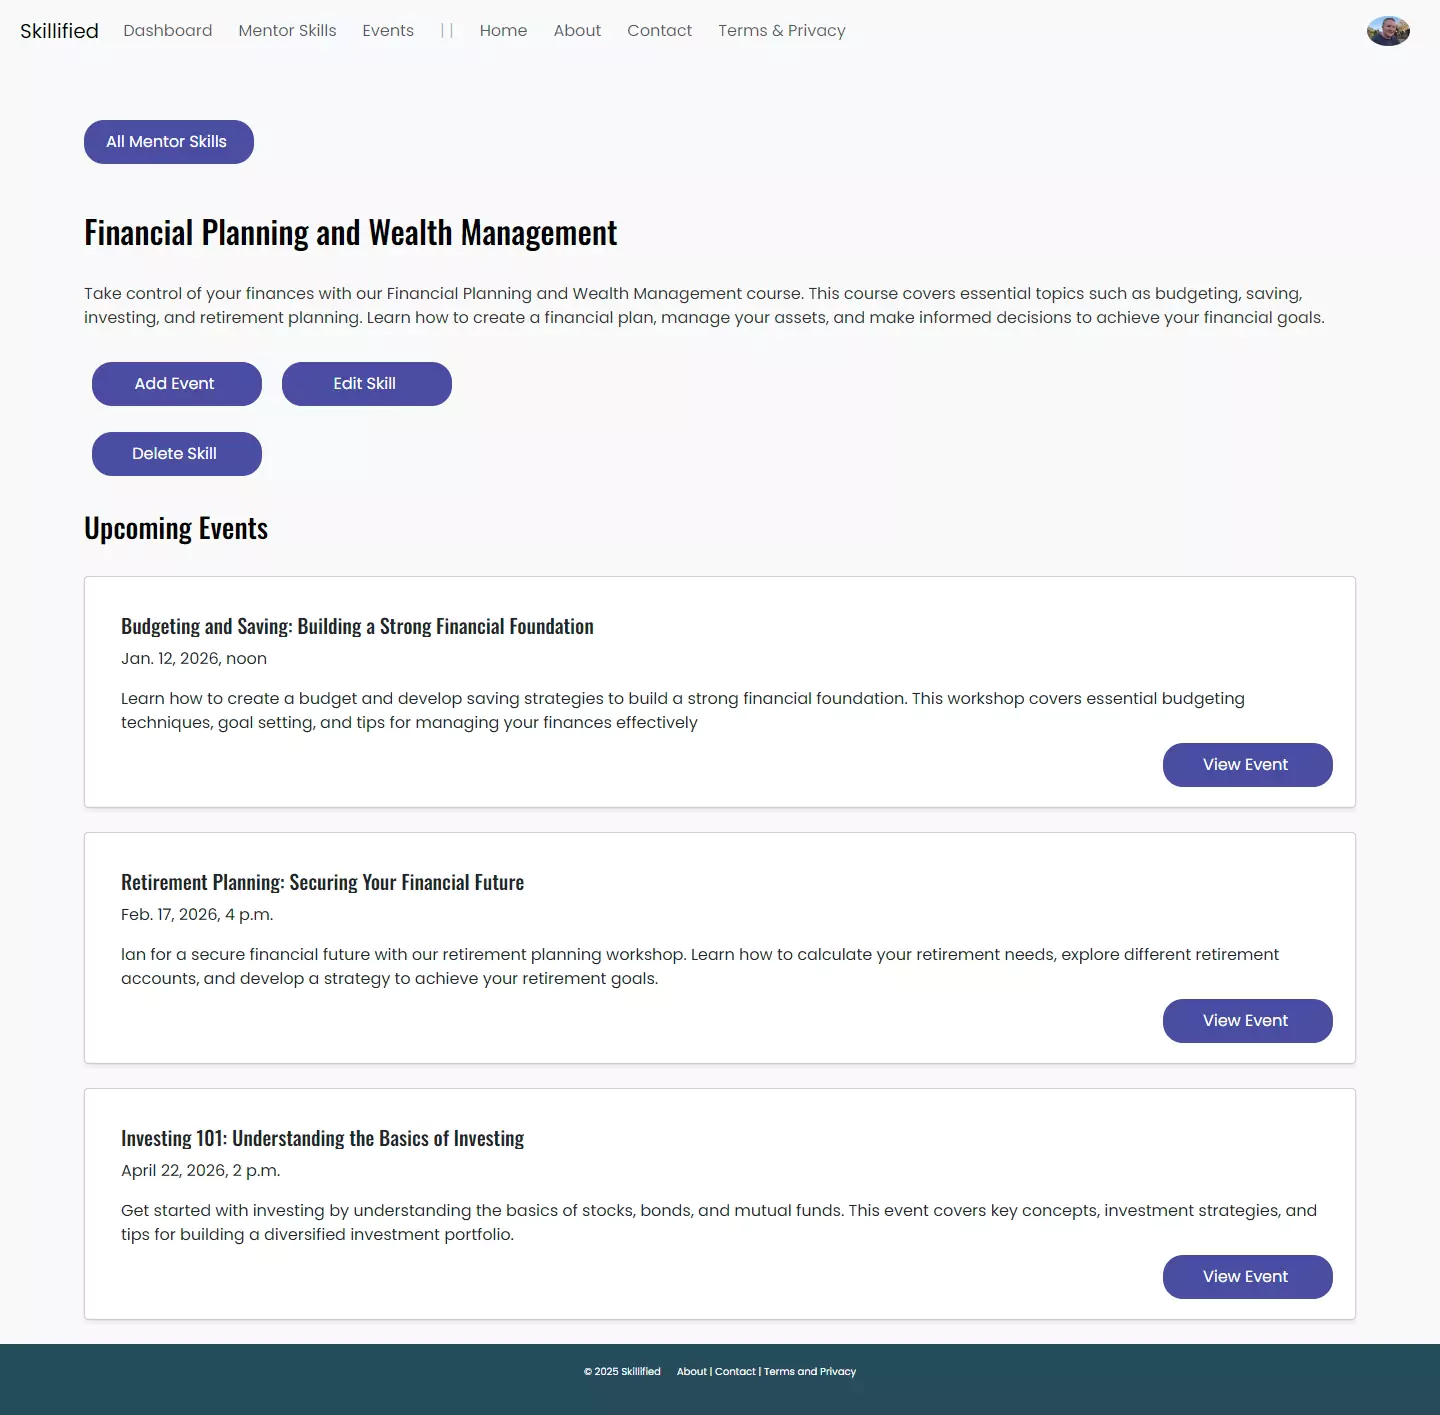 Skillified Dashboard Mentor Skills Events || Home About Contact Terms & Privacy
All Mentor Skills
Financial Planning and Wealth Management
Take control of your finances with our Financial Planning and Wealth Management course. This course covers essential topics such as budgeting, saving,
investing, and retirement planning. Learn how to create a financial plan, manage your assets, and make informed decisions to achieve your financial goals.
Add Event Edit Skill
Delete Skill
Upcoming Events
Budgeting and Saving: Building a Strong Financial Foundation
Jan. 12, 2026, noon
Learn how to create a budget and develop saving strategies to build a strong financial foundation. This workshop covers essential budgeting
techniques, goal setting, and tips for managing your finances effectively
View Event
Retirement Planning: Securing Your Financial Future
Feb. 17, 2026, 4 p.m.
lan for a secure financial future with our retirement planning workshop. Learn how to calculate your retirement needs, explore different retirement
accounts, and develop a strategy to achieve your retirement goals.
View Event
Investing 101: Understanding the Basics of Investing
April 22, 2026, 2 p.m.
Get started with investing by understanding the basics of stocks, bonds, and mutual funds. This event covers key concepts, investment strategies, and
tips for building a diversified investment portfolio.
View Event
© 2025 Skillified About | Contact | Terms and Privacy